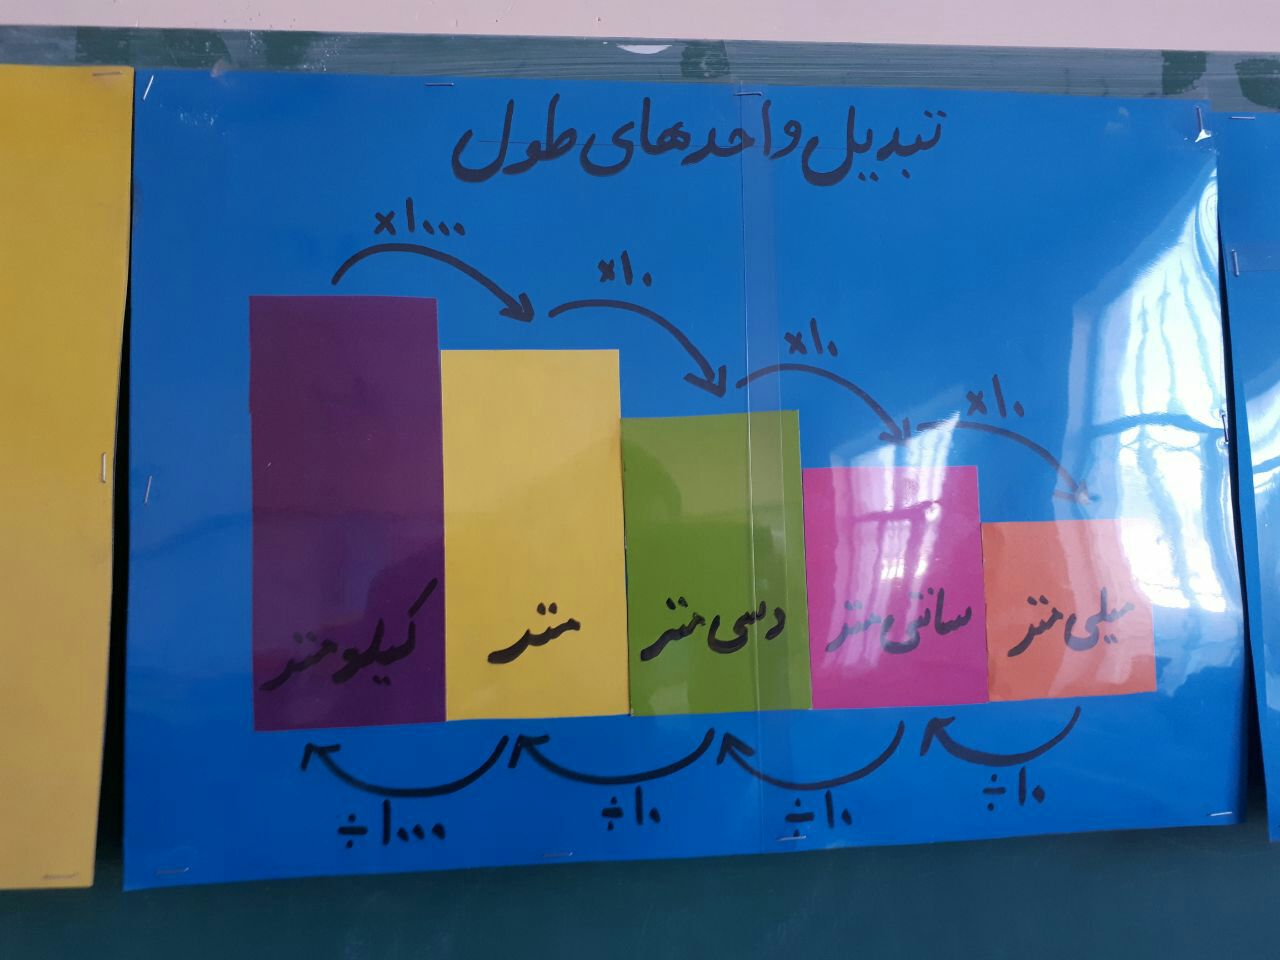 تبدیل واحدهای طول
×۱۰۰۰
×۱۰
×۱۰
×۱۰
کیلومتر
متر
دسی متر
سانتی متر
میلی متر
÷۱۰۰۰
÷۱۰
÷۱۰
÷۱۰